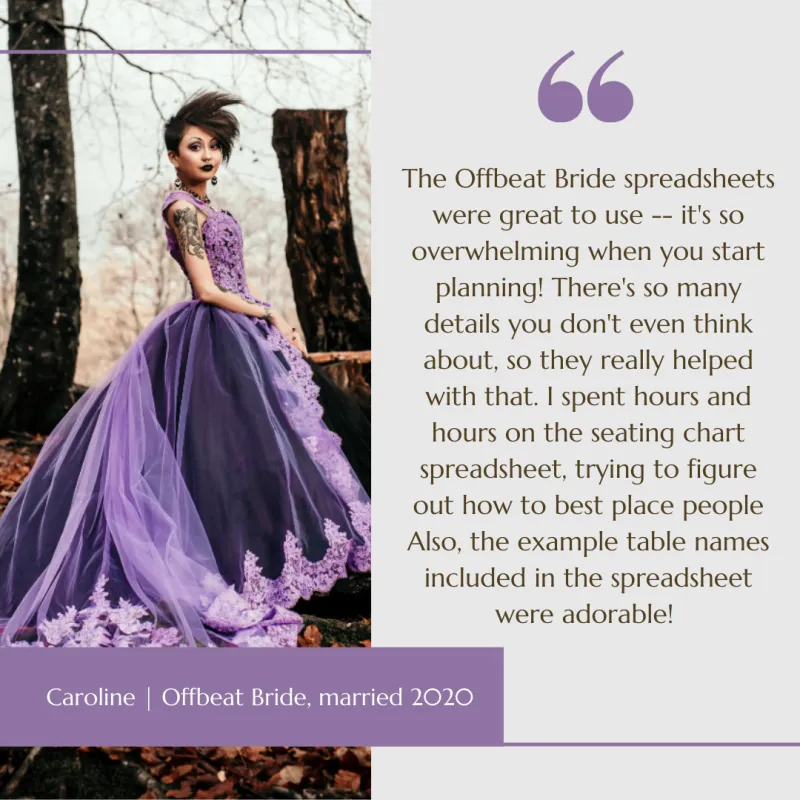 The Offbeat Bride spreadsheets
were great to use -- it's so
overwhelming when you start
planning! There's so many
details you don't even think
about, so they really helped
with that. I spent hours and
hours on the seating chart
spreadsheet, trying to figure
out how to best place people
Also, the example table names
included in the spreadsheet
were adorable!
Caroline | Offbeat Bride, married 2020